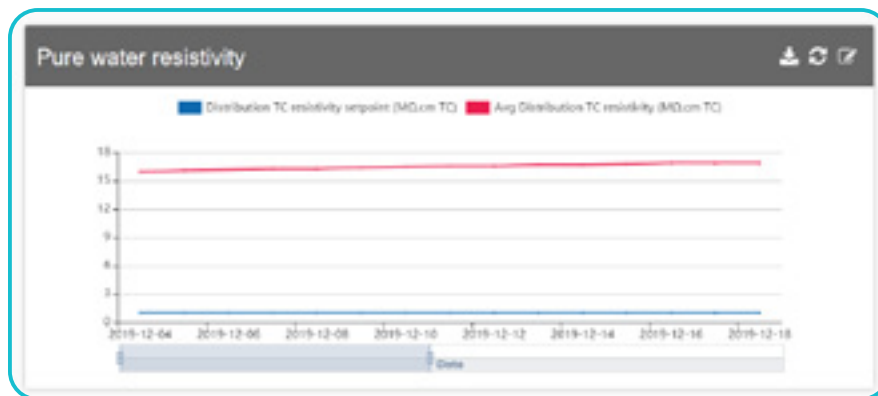 Pure water resistivity
Distribution TC resistivity setpoint (MΩ.cm TC) Avg Distribution TC resistivity (MΩ.cm TC)
18
15
12
9
6
3
0
2019-12-04 2019-12-06 2019-12-08 2019-12-10 2019-12-12 2019-12-14 2019-12-16 2019-12-18
Date